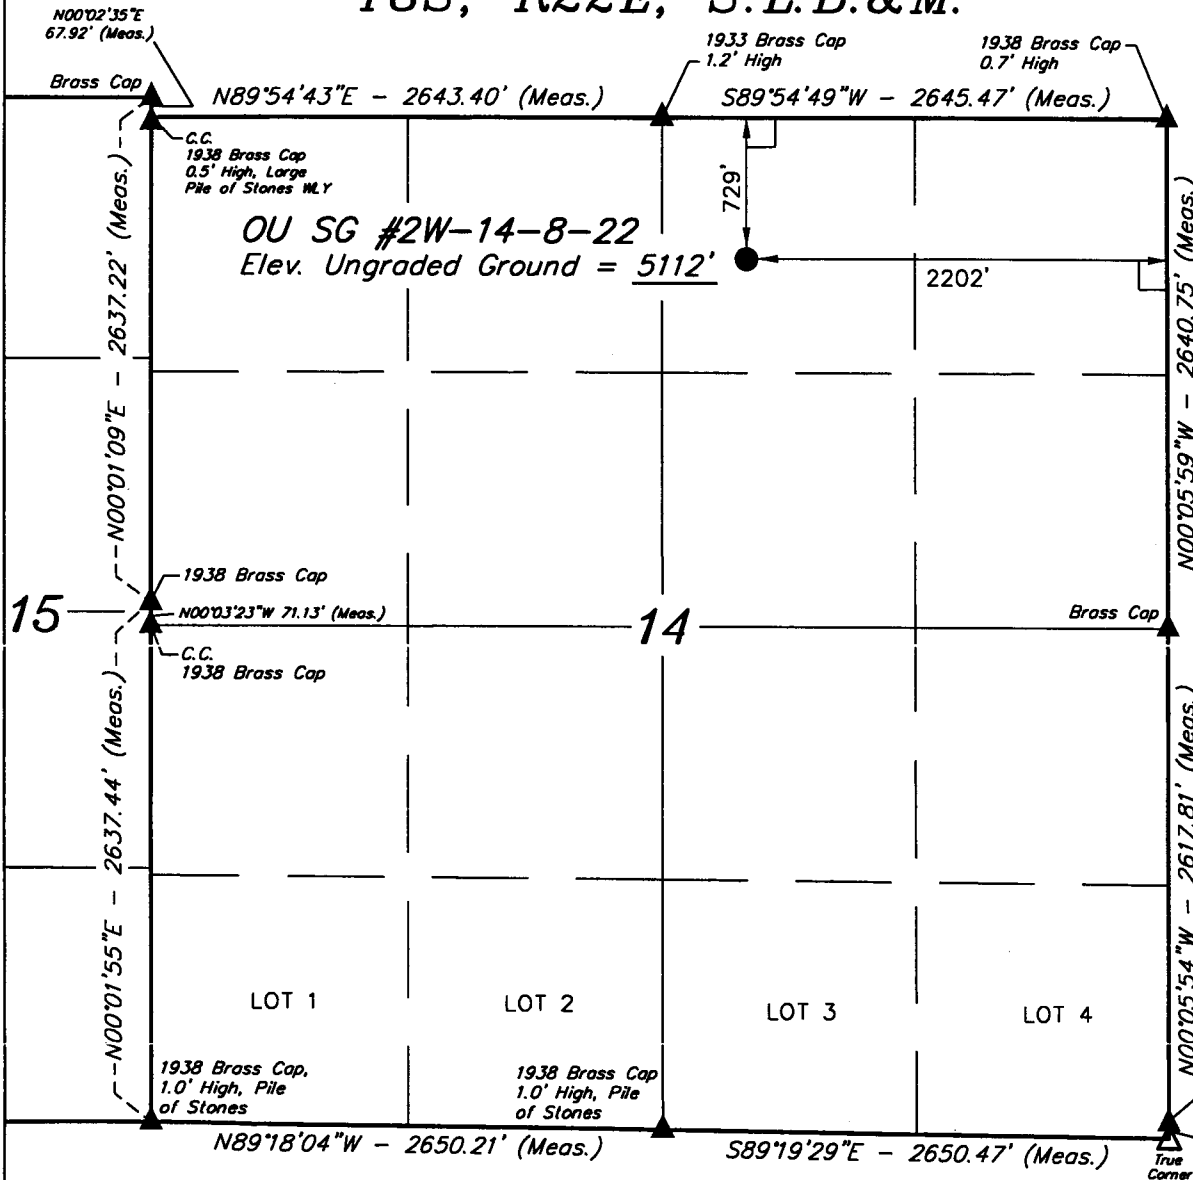 T8S, R22E, S.L.B.&M.
N00°02'35"E
67.92' (Meas.)
1933 Brass Cap
1.2' High
1938 Brass Cap
0.7' High
Brass Cap
N89°54'43"E - 2643.40' (Meas.)
S89°54'49"W - 2645.47' (Meas.)
C.C.
1938 Brass Cap
0.5' High, Large
Pile of Stones WLY
729'
OU SG #2W-14-8-22
Elev. Ungraded Ground = 5112'
2202'
N00°01'09"E - 2637.22' (Meas.)
N00°05'59"W - 2640.75' (Meas.)
1938 Brass Cap
15
N00°03'23"W 71.13' (Meas.)
14
Brass Cap
C.C.
1938 Brass Cap
N00°01'55"E - 2637.44' (Meas.)
N00°05'54"W - 2617.81' (Meas.)
LOT 1
LOT 2
LOT 3
LOT 4
1938 Brass Cap,
1.0' High, Pile
of Stones
1938 Brass Cap
1.0' High, Pile
of Stones
N89°18'04"W - 2650.21' (Meas.)
S89°19'29"E - 2650.47' (Meas.)
True
Corner